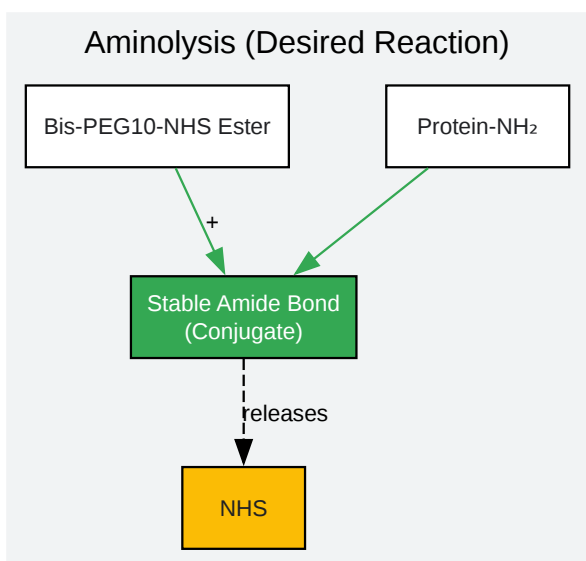 Aminolysis (Desired Reaction)
Bis-PEG10-NHS Ester
Protein-NH₂
+
Stable Amide Bond
(Conjugate)
releases
NHS